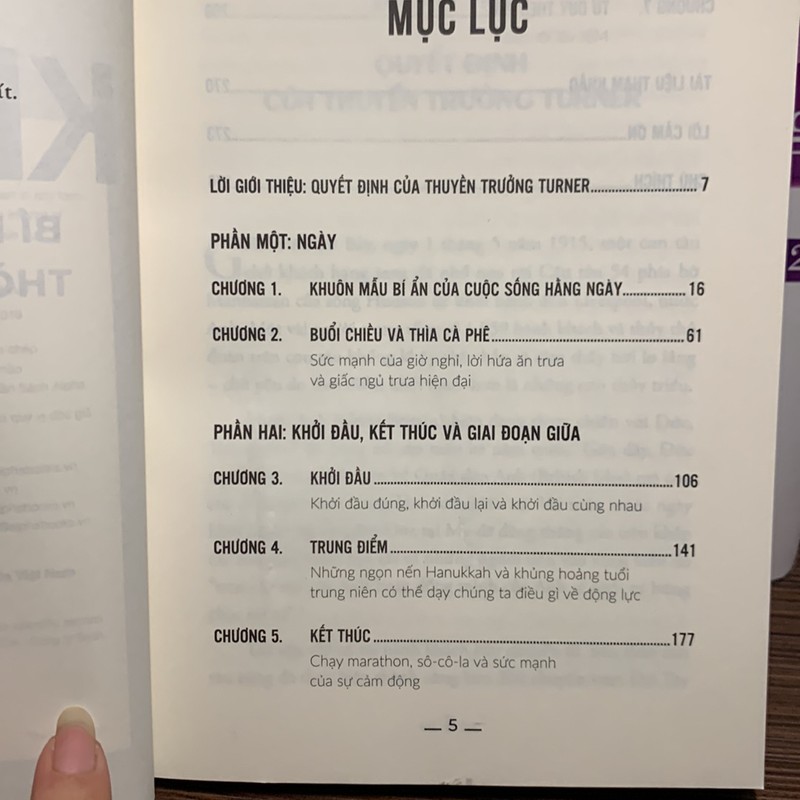 ít.
MỤC LỤC
LỜI GIỚI THIỆU: QUYẾT ĐỊNH CỦA THUYỀN TRƯỞNG TURNER 7
PHẦN MỘT: NGÀY
CHƯƠNG 1. KHUÔN MẪU BÍ ẨN CỦA CUỘC SỐNG HẰNG NGÀY 16
CHƯƠNG 2. BUỔI CHIỀU VÀ THÌA CÀ PHÊ 61
Sức mạnh của giờ nghỉ, lời hứa ăn trưa
và giấc ngủ trưa hiện đại
PHẦN HAI: KHỞI ĐẦU, KẾT THÚC VÀ GIAI ĐOẠN GIỮA
CHƯƠNG 3. KHỞI ĐẦU 106
Khởi đầu đúng, khởi đầu lại và khởi đầu cùng nhau
CHƯƠNG 4. TRUNG ĐIỂM 141
Những ngọn nến Hanukkah và khủng hoảng tuổi
trung niên có thể dạy chúng ta điều gì về động lực
CHƯƠNG 5. KẾT THÚC 177
Chạy marathon, sô-cô-la và sức mạnh
của sự cảm động
— 5 —